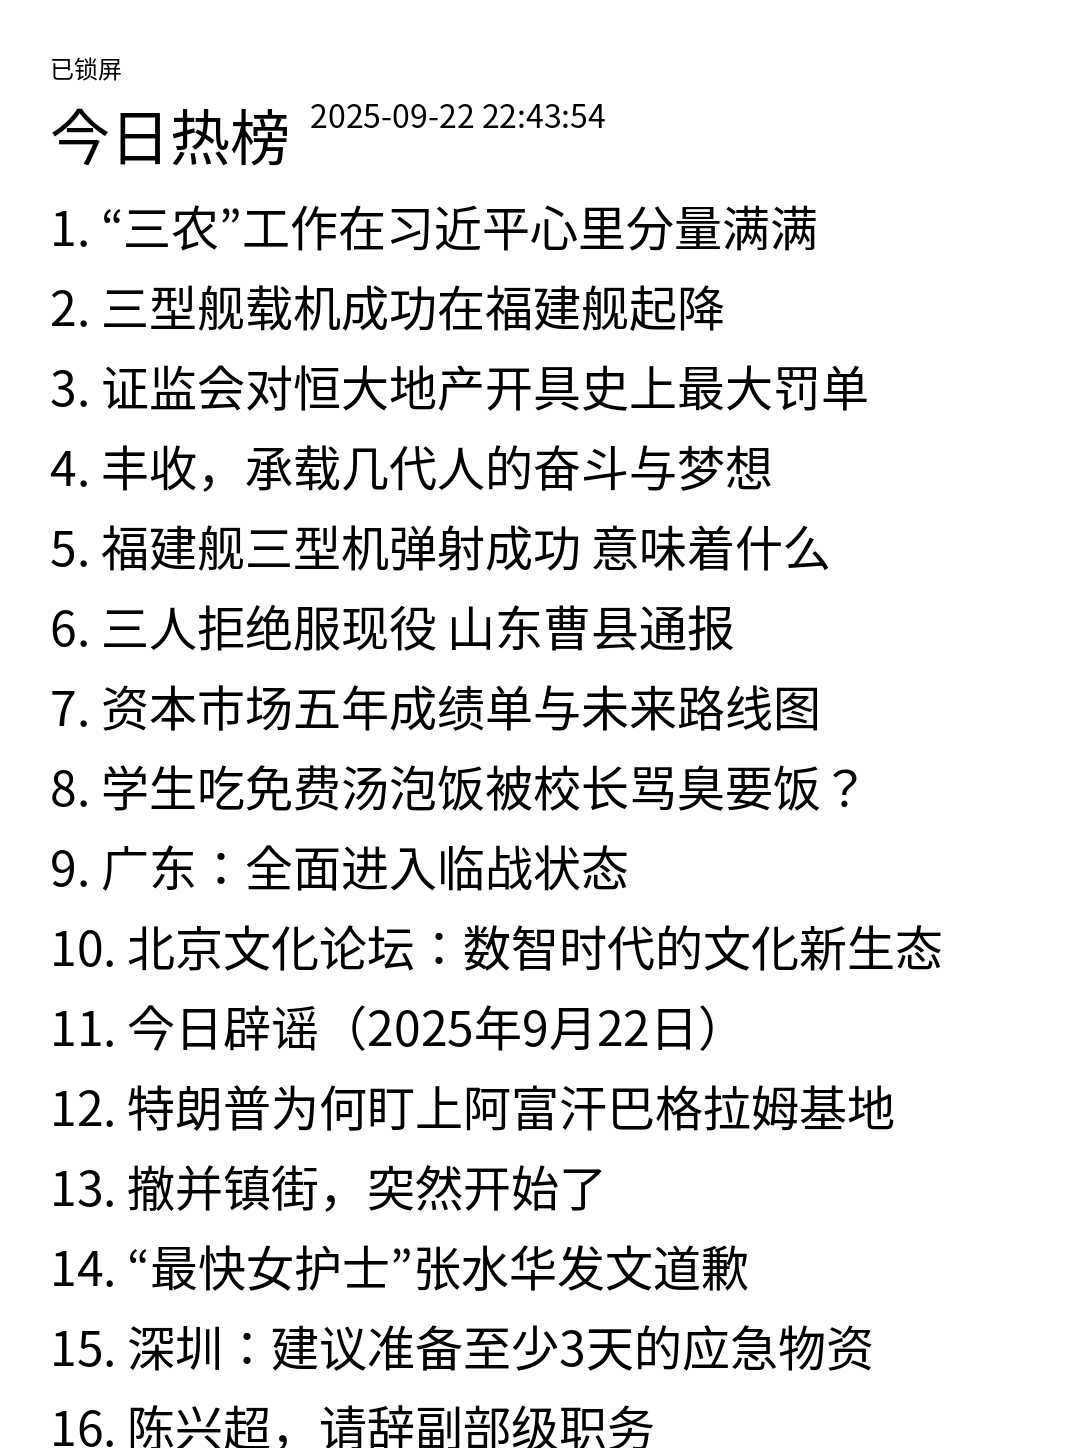 已锁屏
今日热榜 2025-09-22 22:43:54
1. “三农”工作在习近平心里分量满满
2. 三型舰载机成功在福建舰起降
3. 证监会对恒大地产开具史上最大罚单
4. 丰收，承载几代人的奋斗与梦想
5. 福建舰三型机弹射成功 意味着什么
6. 三人拒绝服现役 山东曹县通报
7. 资本市场五年成绩单与未来路线图
8. 学生吃免费汤泡饭被校长骂臭要饭？
9. 广东：全面进入临战状态
10. 北京文化论坛：数智时代的文化新生态
11. 今日辟谣（2025年9月22日）
12. 特朗普为何盯上阿富汗巴格拉姆基地
13. 撤并镇街，突然开始了
14. “最快女护士”张水华发文道歉
15. 深圳：建议准备至少3天的应急物资
16. 陈兴超，请辞副部级职务